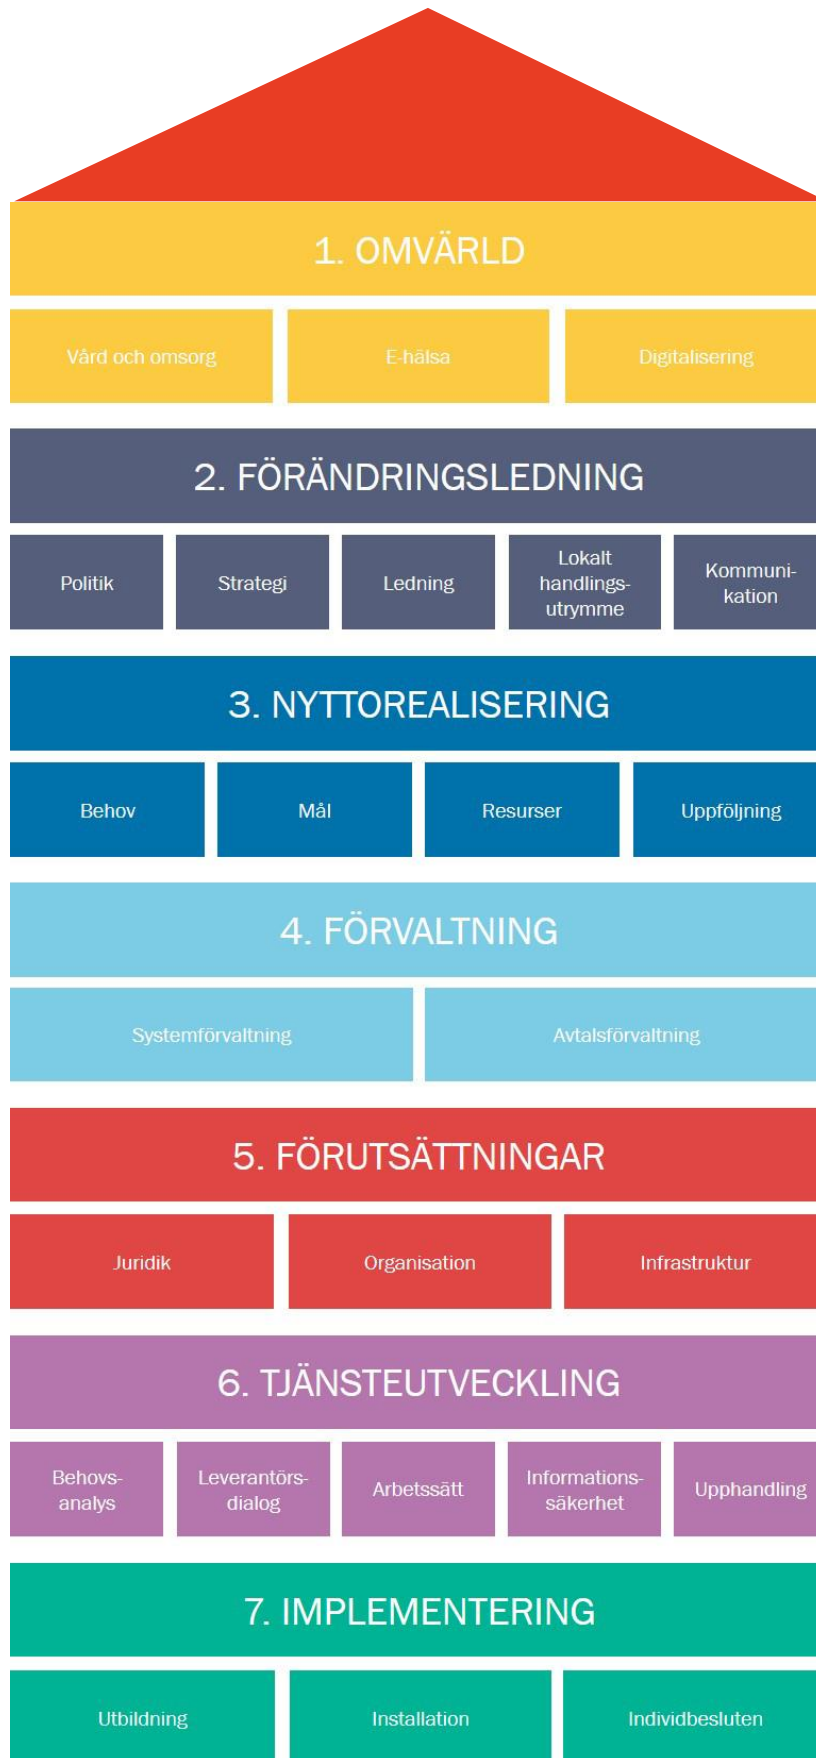 1. OMVÄRLD
Vård och omsorg
E-hälsa
Digitalisering
2. FÖRÄNDRINGSLEDNING
Politik
Strategi
Ledning
Lokalt
handlings-
utrymme
Kommuni-
kation
3. NYTTOREALISERING
Behov
Mål
Resurser
Uppföljning
4. FÖRVALTNING
Systemförvaltning
Avtalsförvaltning
5. FÖRUTSÄTTNINGAR
Juridik
Organisation
Infrastruktur
6. TJÄNSTEUTVECKLING
Behovs-
analys
Leverantörs-
dialog
Arbetssätt
Informations-
säkerhet
Upphandling
7. IMPLEMENTERING
Utbildning
Installation
Individbesluten